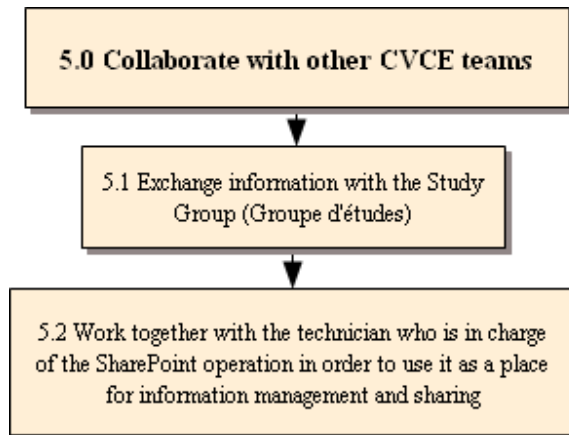 5.0 Collaborate with other CVCE teams
5.1 Exchange information with the Study
Group (Groupe d'études)
5.2 Work together with the technician who is in charge
of the SharePoint operation in order to use it as a place
for information management and sharing